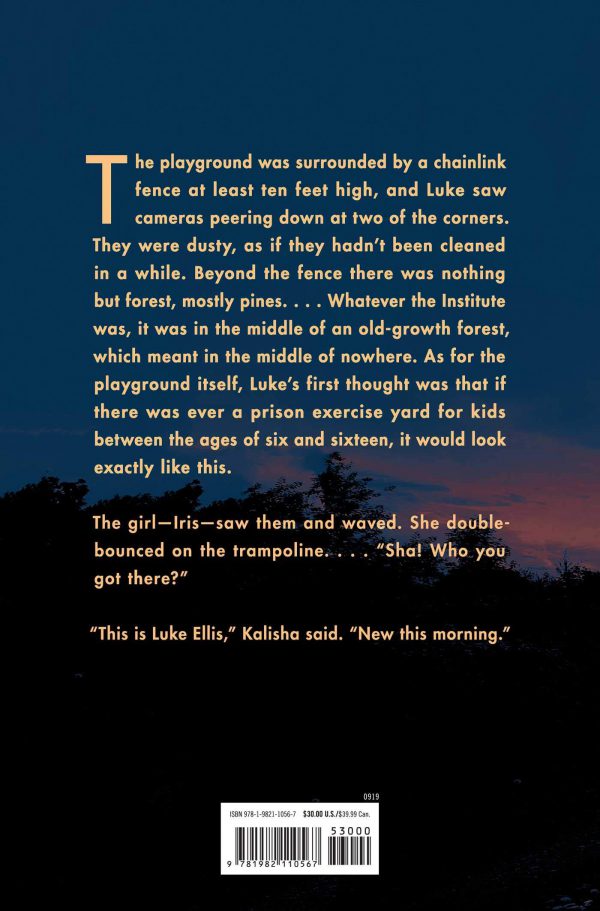 The playground was surrounded by a chainlink
fence at least ten feet high, and Luke saw
cameras peering down at two of the corners.
They were dusty, as if they hadn’t been cleaned
in a while. Beyond the fence there was nothing
but forest, mostly pines. . . . Whatever the Institute
was, it was in the middle of an old-growth forest,
which meant in the middle of nowhere. As for the
playground itself, Luke’s first thought was that if
there was ever a prison exercise yard for kids
between the ages of six and sixteen, it would look
exactly like this.
The girl—Iris—saw them and waved. She double-
bounced on the trampoline. . . . “Sha! Who you
got there?”
“This is Luke Ellis,” Kalisha said. “New this morning.”
0919
ISBN 978-1-9821-1056-7 $30.00 U.S./$39.99 Can.
53000
9 781982 110567